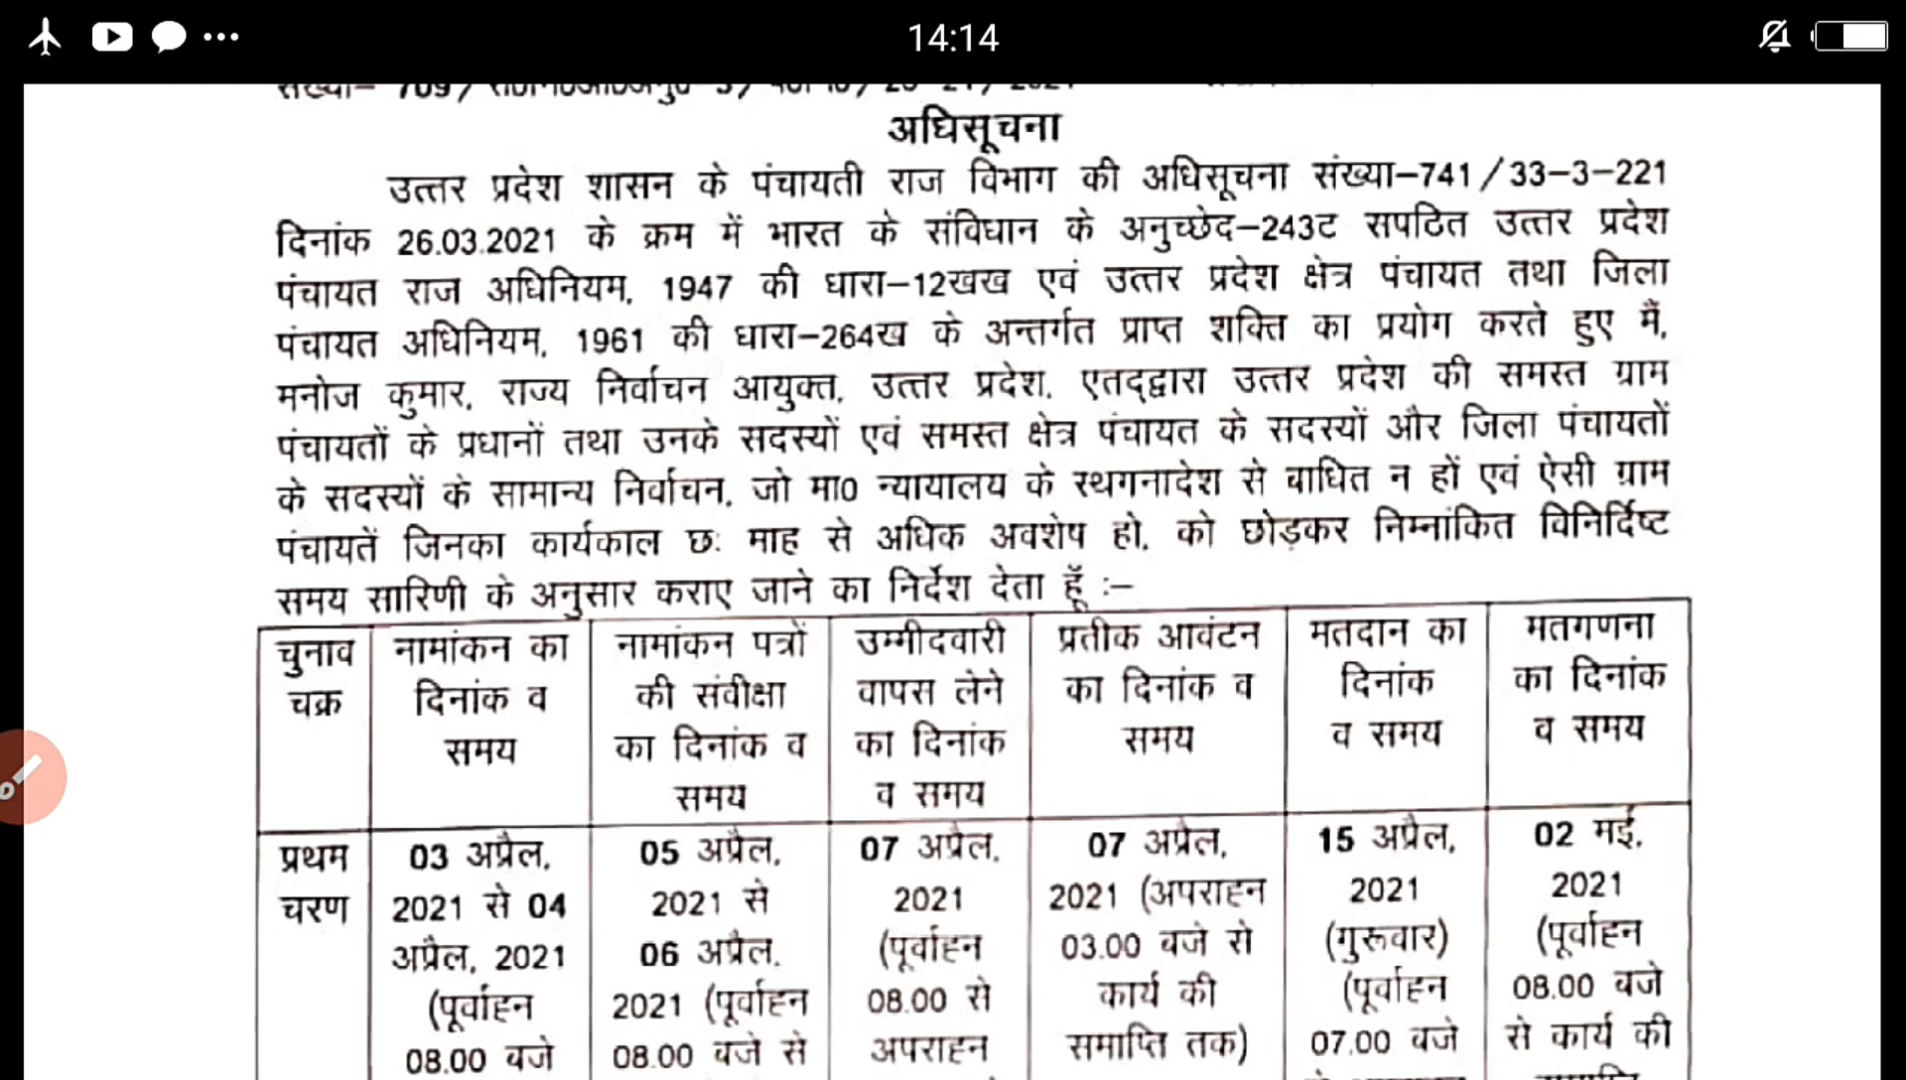 14:14
अधिसूचना
उत्तर प्रदेश शासन के पंचायती राज विभाग की अधिसूचना संख्या–741/33–3–221
दिनांक 26.03.2021 के क्रम में भारत के संविधान के अनुच्छेद–243ट सपठित उत्तर प्रदेश
पंचायत राज अधिनियम, 1947 की धारा–12खख एवं उत्तर प्रदेश क्षेत्र पंचायत तथा जिला
पंचायत अधिनियम, 1961 की धारा–264ख के अन्तर्गत प्राप्त शक्ति का प्रयोग करते हुए मैं,
मनोज कुमार, राज्य निर्वाचन आयुक्त, उत्तर प्रदेश, एतद्द्वारा उत्तर प्रदेश की समस्त ग्राम
पंचायतों के प्रधानों तथा उनके सदस्यों एवं समस्त क्षेत्र पंचायत के सदस्यों और जिला पंचायतों
के सदस्यों के सामान्य निर्वाचन, जो मा0 न्यायालय के स्थगनादेश से बाधित न हों एवं ऐसी ग्राम
पंचायतें जिनका कार्यकाल छः माह से अधिक अवशेष हो, को छोड़कर निम्नांकित विनिर्दिष्ट
समय सारिणी के अनुसार कराए जाने का निर्देश देता हूँ :–
चुनाव चक्र
नामांकन का
दिनांक व
समय
नामांकन पत्रों
की संवीक्षा
का दिनांक व
समय
उम्मीदवारी
वापस लेने
का दिनांक
व समय
प्रतीक आवंटन
का दिनांक व
समय
मतदान का
दिनांक
व समय
मतगणना
का दिनांक
व समय
प्रथम
चरण
03 अप्रैल,
2021 से 04
अप्रैल, 2021
(पूर्वाह्न
08.00 बजे
05 अप्रैल,
2021 से
06 अप्रैल,
2021 (पूर्वाह्न
08.00 बजे से
07 अप्रैल,
2021
(पूर्वाह्न
08.00 से
अपराह्न
07 अप्रैल,
2021 (अपराह्न
03.00 बजे से
कार्य की
समाप्ति तक)
15 अप्रैल,
2021
(गुरूवार)
(पूर्वाह्न
07.00 बजे
02 मई,
2021
(पूर्वाह्न
08.00 बजे
से कार्य की